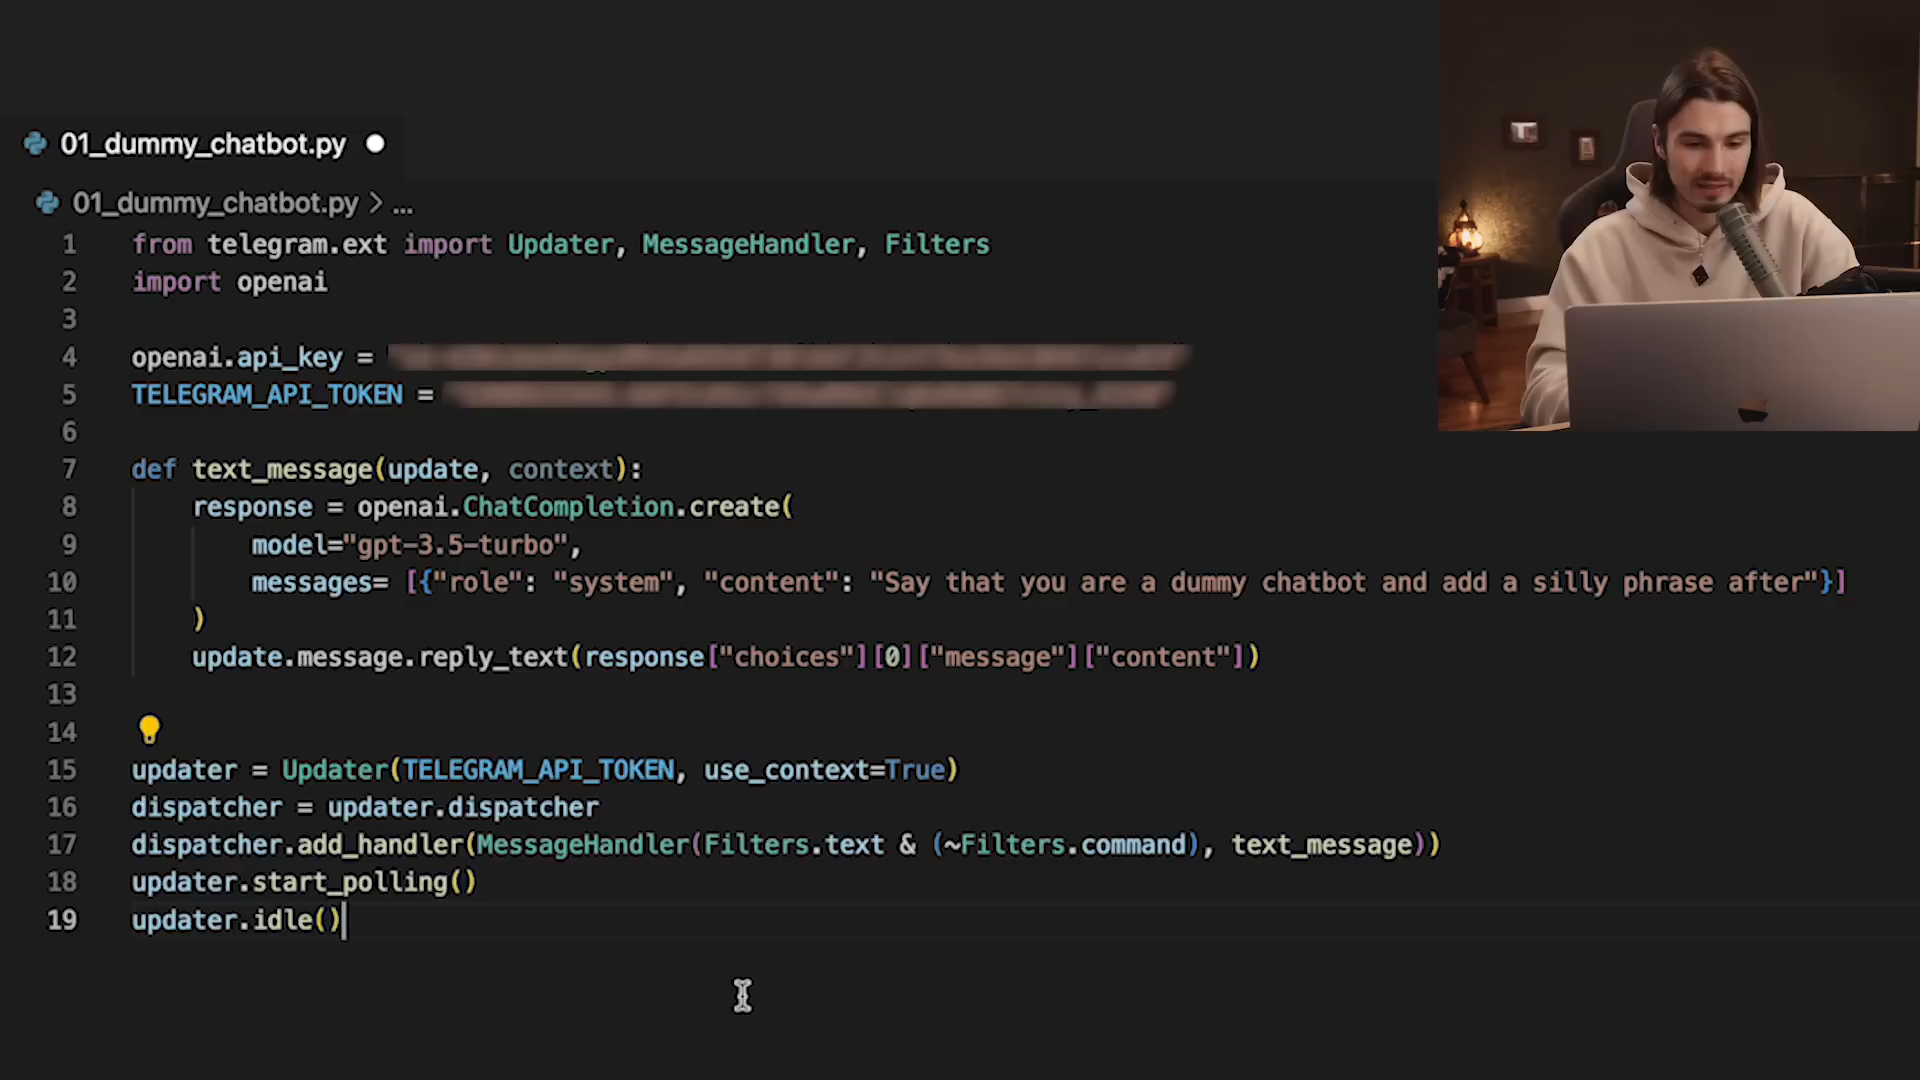 01_dummy_chatbot.py
01_dummy_chatbot.py > ...
1 from telegram.ext import Updater, MessageHandler, Filters
2 import openai
3
4 openai.api_key =
5 TELEGRAM_API_TOKEN =
6
7 def text_message(update, context):
8 response = openai.ChatCompletion.create(
9 model="gpt-3.5-turbo",
10 messages= [{"role": "system", "content": "Say that you are a dummy chatbot and add a silly phrase after"}]
11 )
12 update.message.reply_text(response["choices"][0]["message"]["content"])
13
14
15 updater = Updater(TELEGRAM_API_TOKEN, use_context=True)
16 dispatcher = updater.dispatcher
17 dispatcher.add_handler(MessageHandler(Filters.text & (~Filters.command), text_message))
18 updater.start_polling()
19 updater.idle()